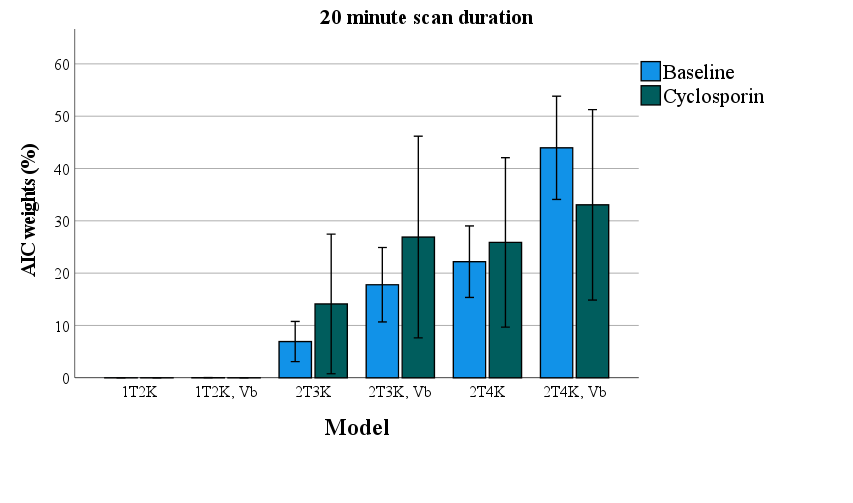 20 minute scan duration
Baseline
Cyclosporin
AIC weights (%)
60
50
40
30
20
10
0
1T2K 1T2K, Vb 2T3K 2T3K, Vb 2T4K 2T4K, Vb
Model